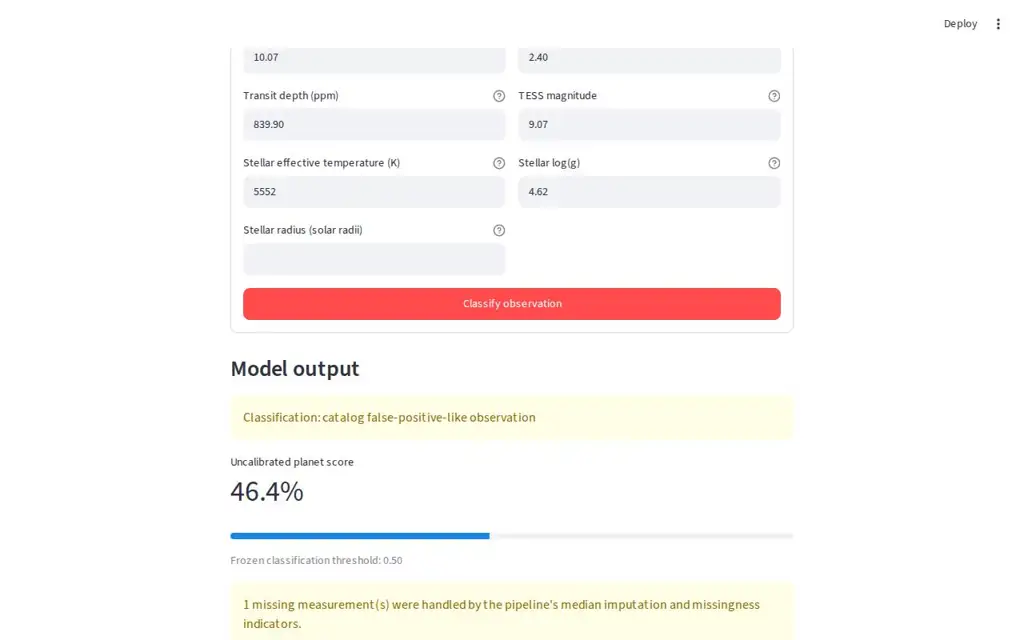 Deploy
10.07
2.40
Transit depth (ppm)
TESS magnitude
839.90
9.07
Stellar effective temperature (K)
Stellar log(g)
5552
4.62
Stellar radius (solar radii)
Classify observation
Model output
Classification: catalog false-positive-like observation
Uncalibrated planet score
46.4%
Frozen classification threshold: 0.50
1 missing measurement(s) were handled by the pipeline's median imputation and missingness
indicators.